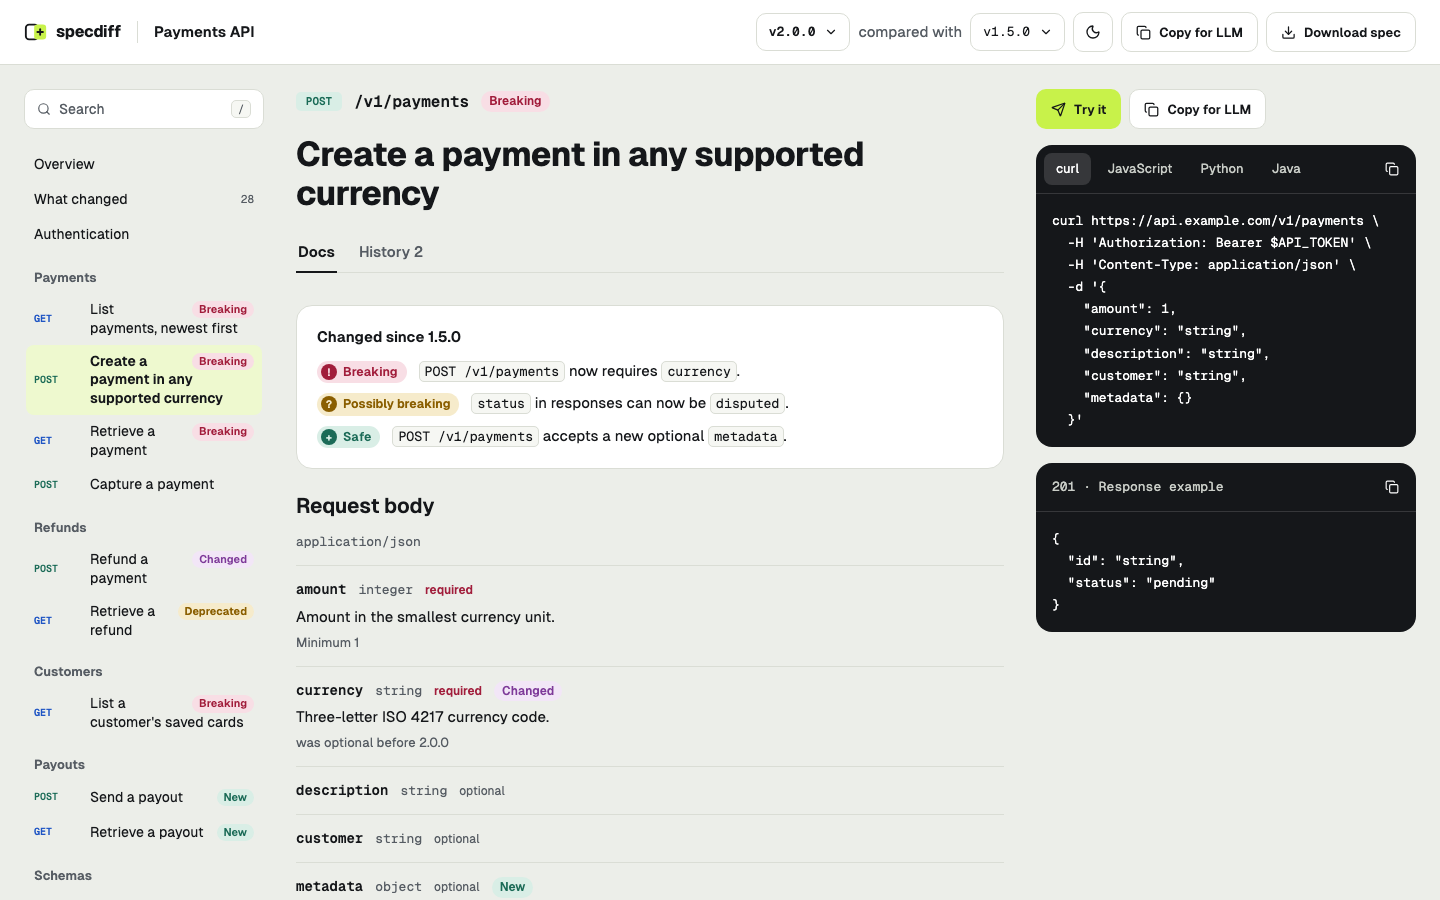 specdiff
Payments API
v2.0.0
compared with
v1.5.0
Copy for LLM
Download spec
Search
/
Overview
What changed 28
Authentication
Payments
GET List payments, newest first Breaking
POST Create a payment in any supported currency Breaking
GET Retrieve a payment Breaking
POST Capture a payment
Refunds
POST Refund a payment Changed
GET Retrieve a refund Deprecated
Customers
GET List a customer's saved cards Breaking
Payouts
POST Send a payout New
GET Retrieve a payout New
Schemas
POST /v1/payments Breaking
Create a payment in any supported
currency
Docs History 2
Changed since 1.5.0
! Breaking POST /v1/payments now requires currency.
? Possibly breaking status in responses can now be disputed.
+ Safe POST /v1/payments accepts a new optional metadata.
Request body
application/json
amount integer required
Amount in the smallest currency unit.
Minimum 1
currency string required Changed
Three-letter ISO 4217 currency code.
was optional before 2.0.0
description string optional
customer string optional
metadata object optional New
Try it
Copy for LLM
curl JavaScript Python Java
curl https://api.example.com/v1/payments \
-H 'Authorization: Bearer $API_TOKEN' \
-H 'Content-Type: application/json' \
-d '{
"amount": 1,
"currency": "string",
"description": "string",
"customer": "string",
"metadata": {}
}'
201 · Response example
{
"id": "string",
"status": "pending"
}